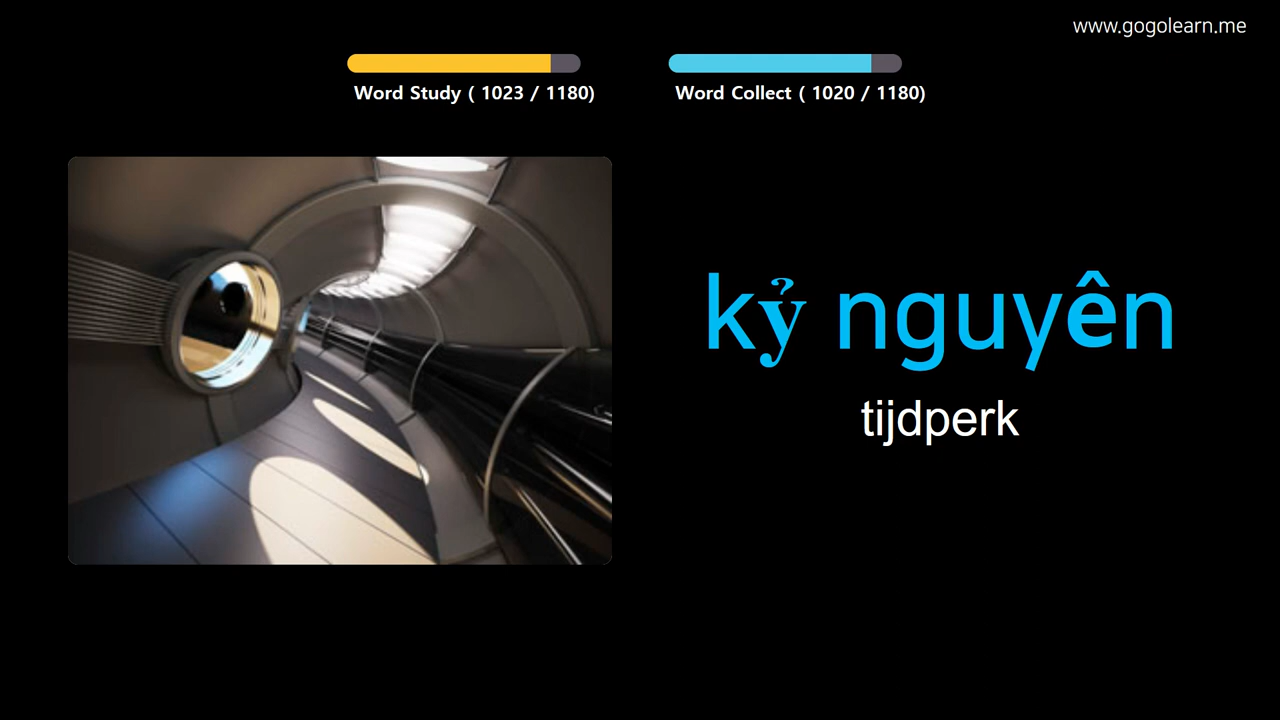 www.gogolearn.me
Word Study ( 1023 / 1180)
Word Collect ( 1020 / 1180)
kỷ nguyên
tijdperk